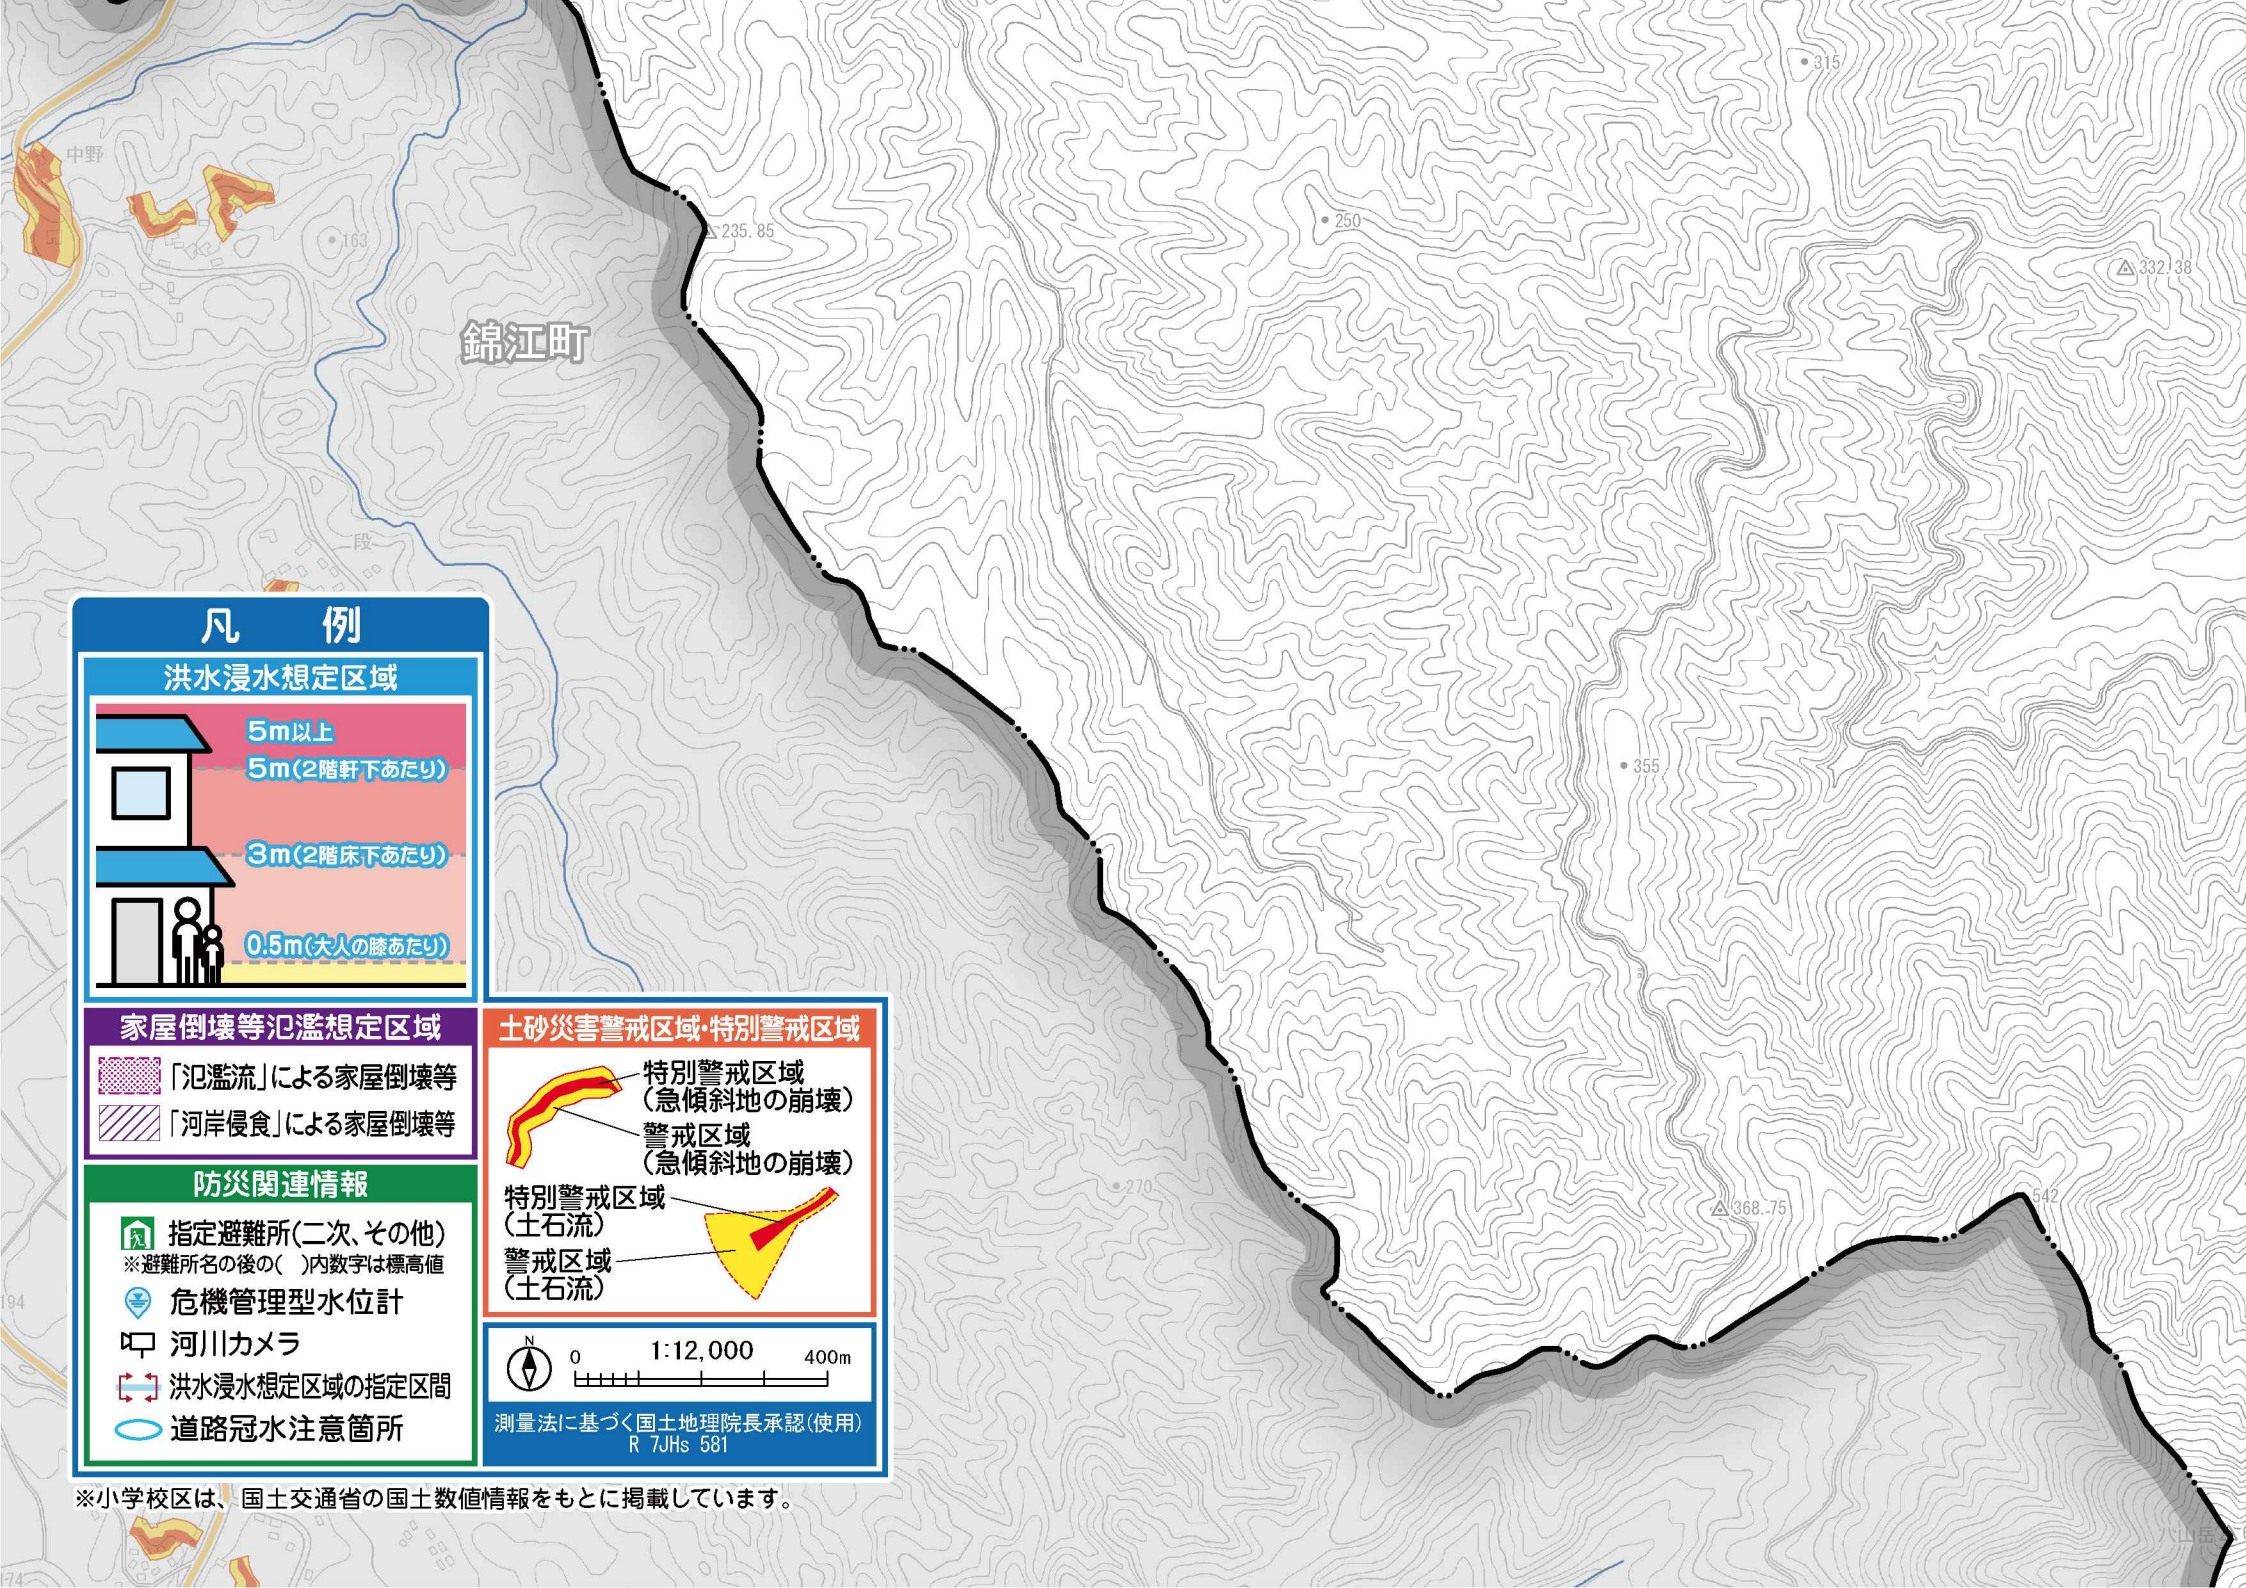 315
中野
163
235.85
250
332.38
錦江町
段
凡 例
洪水浸水想定区域
5m以上
5m(2階軒下あたり)
3m(2階床下あたり)
0.5m(大人の膝あたり)
355
家屋倒壊等氾濫想定区域
「氾濫流」による家屋倒壊等
「河岸侵食」による家屋倒壊等
土砂災害警戒区域・特別警戒区域
特別警戒区域
(急傾斜地の崩壊)
警戒区域
(急傾斜地の崩壊)
特別警戒区域
(土石流)
警戒区域
(土石流)
防災関連情報
指定避難所(二次、その他)
※避難所名の後の( )内数字は標高値
危機管理型水位計
河川カメラ
洪水浸水想定区域の指定区間
道路冠水注意箇所
N
0 1:12,000 400m
測量法に基づく国土地理院長承認(使用)
R 7JHs 581
※小学校区は、国土交通省の国土数値情報をもとに掲載しています。
270
368.75
542
194
174